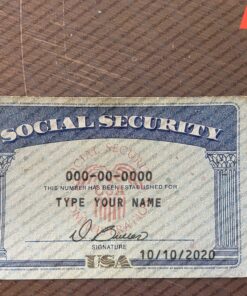 SOCIAL SECURITY
000-00-0000
THIS NUMBER HAS BEEN ESTABLISHED FOR
TYPE YOUR NAME
SIGNATURE
USA
10/10/2020